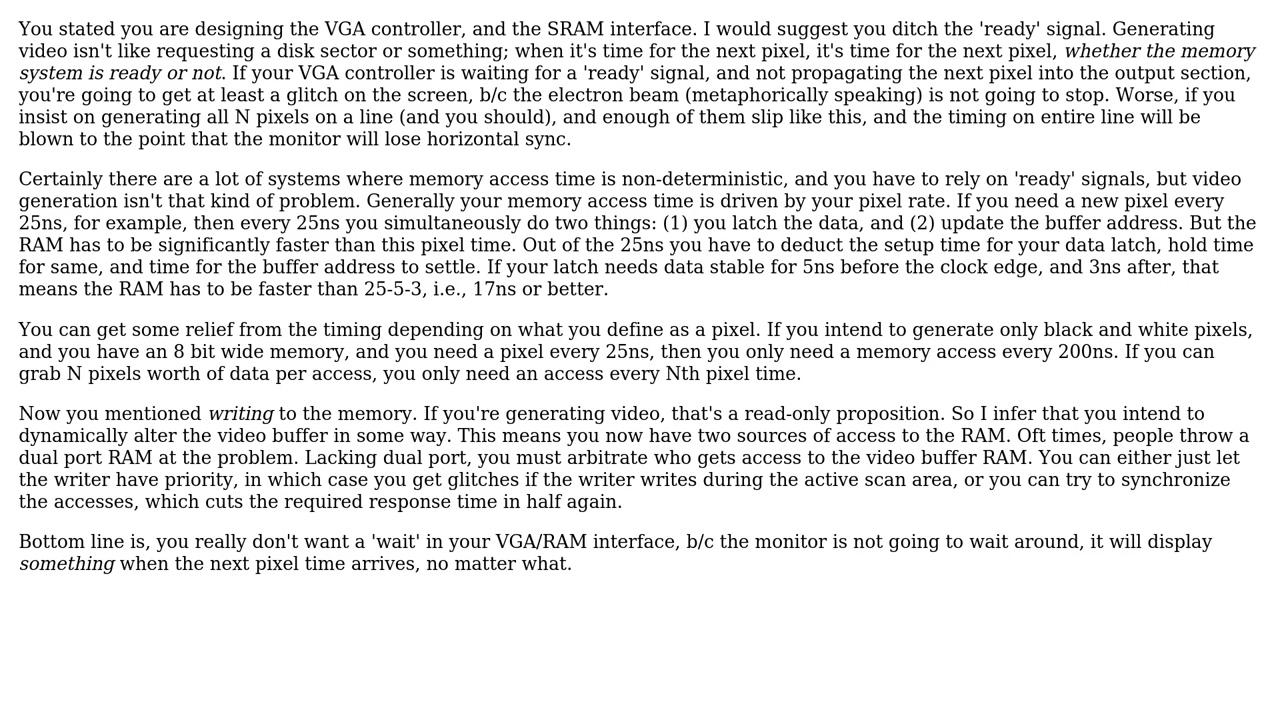 You stated you are designing the VGA controller, and the SRAM interface. I would suggest you ditch the 'ready' signal. Generating
video isn't like requesting a disk sector or something; when it's time for the next pixel, it's time for the next pixel, whether the memory
system is ready or not. If your VGA controller is waiting for a 'ready' signal, and not propagating the next pixel into the output section,
you're going to get at least a glitch on the screen, b/c the electron beam (metaphorically speaking) is not going to stop. Worse, if you
insist on generating all N pixels on a line (and you should), and enough of them slip like this, and the timing on entire line will be
blown to the point that the monitor will lose horizontal sync.
Certainly there are a lot of systems where memory access time is non-deterministic, and you have to rely on 'ready' signals, but video
generation isn't that kind of problem. Generally your memory access time is driven by your pixel rate. If you need a new pixel every
25ns, for example, then every 25ns you simultaneously do two things: (1) you latch the data, and (2) update the buffer address. But the
RAM has to be significantly faster than this pixel time. Out of the 25ns you have to deduct the setup time for your data latch, hold time
for same, and time for the buffer address to settle. If your latch needs data stable for 5ns before the clock edge, and 3ns after, that
means the RAM has to be faster than 25-5-3, i.e., 17ns or better.
You can get some relief from the timing depending on what you define as a pixel. If you intend to generate only black and white pixels,
and you have an 8 bit wide memory, and you need a pixel every 25ns, then you only need a memory access every 200ns. If you can
grab N pixels worth of data per access, you only need an access every Nth pixel time.
Now you mentioned writing to the memory. If you're generating video, that's a read-only proposition. So I infer that you intend to
dynamically alter the video buffer in some way. This means you now have two sources of access to the RAM. Oft times, people throw a
dual port RAM at the problem. Lacking dual port, you must arbitrate who gets access to the video buffer RAM. You can either just let
the writer have priority, in which case you get glitches if the writer writes during the active scan area, or you can try to synchronize
the accesses, which cuts the required response time in half again.
Bottom line is, you really don't want a 'wait' in your VGA/RAM interface, b/c the monitor is not going to wait around, it will display
something when the next pixel time arrives, no matter what.